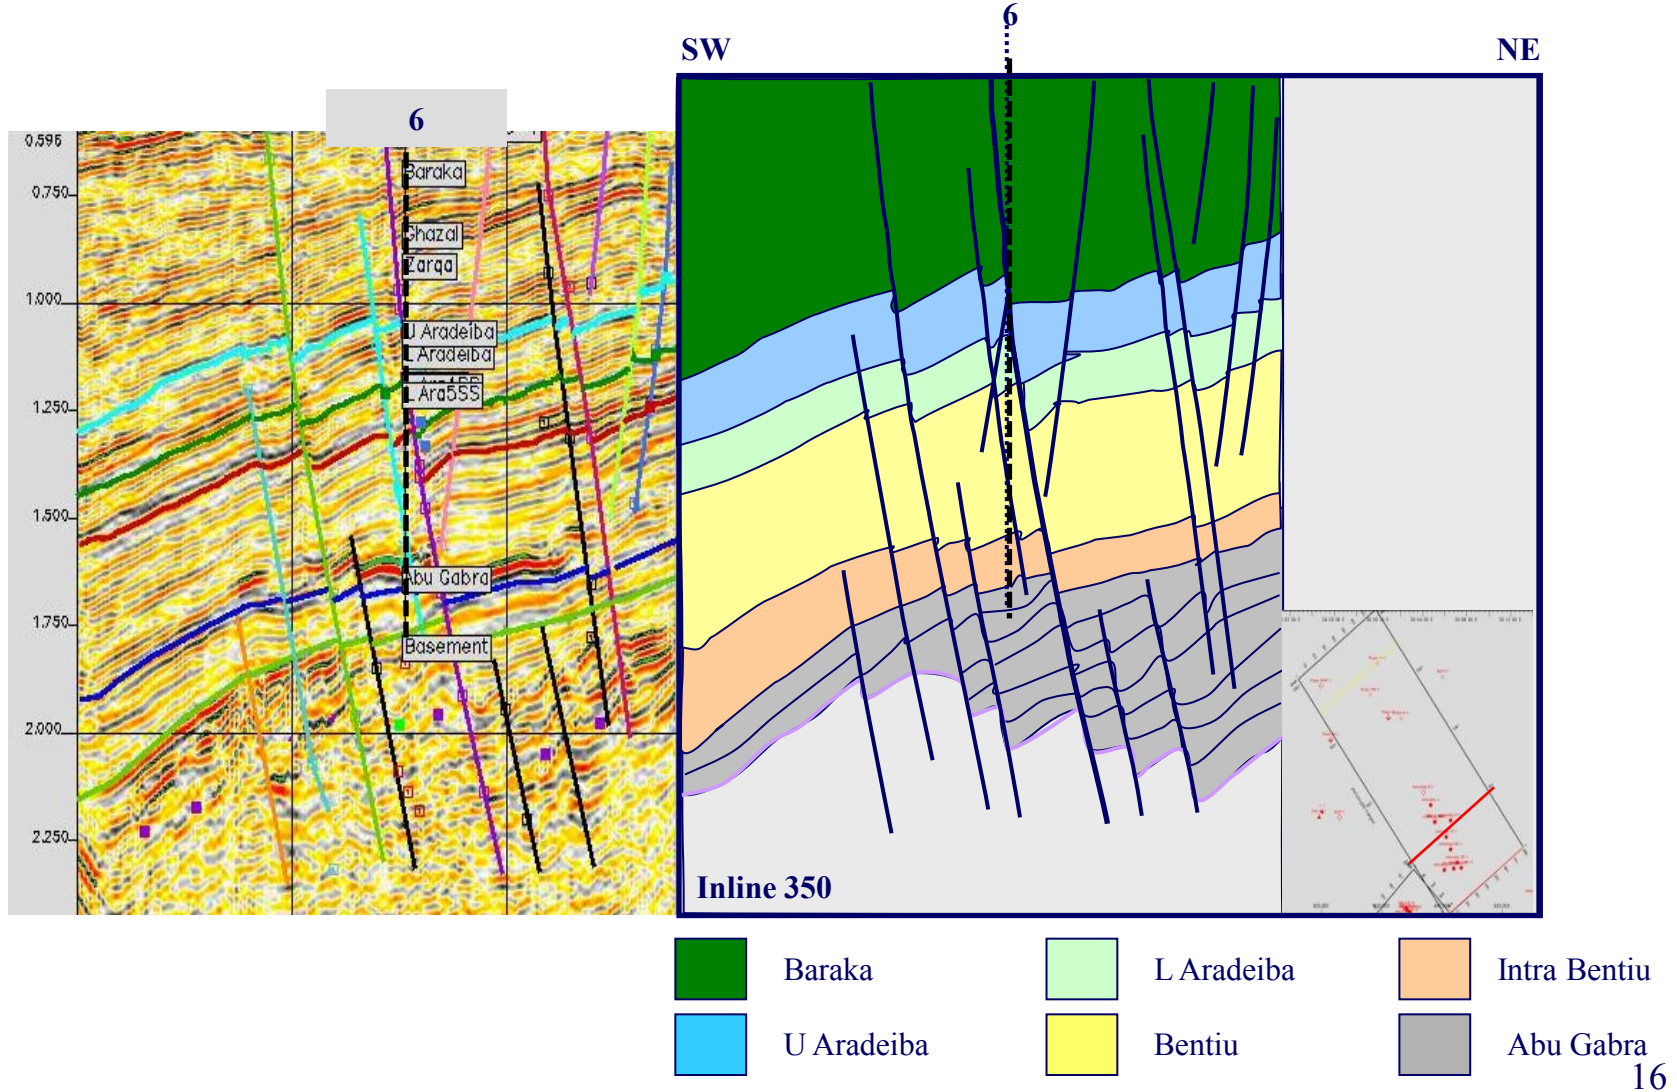 6
SW
NE
6
0.595
0.750
1.000
1.250
1.500
1.750
2.000
2.250
Baraka
Ghazal
Zarqa
U Aradeiba
L Aradeiba
L Ara5SS
Abu Gabra
Basement
Inline 350
Baraka
L Aradeiba
Intra Bentiu
U Aradeiba
Bentiu
Abu Gabra
16